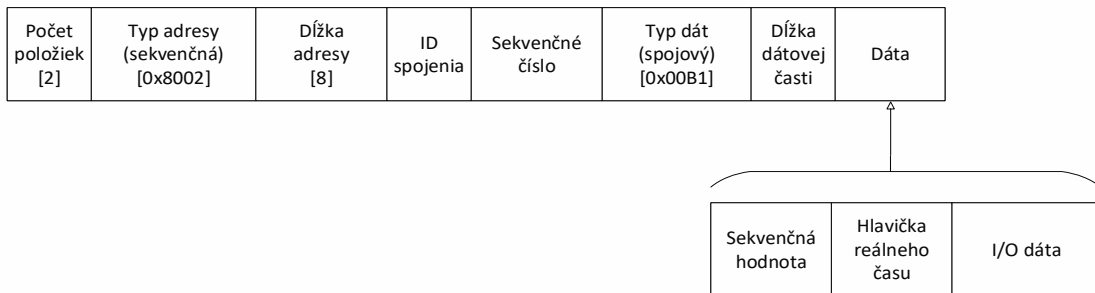 Počet
položiek
[2]
Typ adresy
(sekvenčná)
[0x8002]
Dĺžka
adresy
[8]
ID
spojenia
Sekvenčné
číslo
Typ dát
(spojový)
[0x00B1]
Dĺžka
dátovej
časti
Dáta
Sekvenčná
hodnota
Hlavička
reálneho
času
I/O dáta